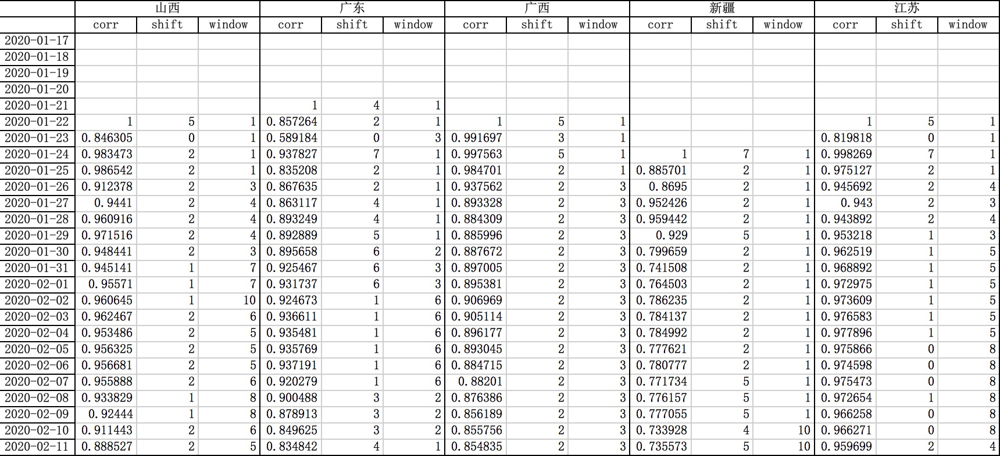 山西 广东 广西 新疆 江苏
corr shift window corr shift window corr shift window corr shift window corr shift window
2020-01-17
2020-01-18
2020-01-19
2020-01-20
2020-01-21 1 4 1
2020-01-22 1 5 1 0.857264 2 1 1 5 1 1 5 1
2020-01-23 0.846305 0 1 0.589184 0 3 0.991697 3 1 0.819818 0 1
2020-01-24 0.983473 2 1 0.937827 7 1 0.997563 5 1 1 7 1 0.998269 7 1
2020-01-25 0.986542 2 1 0.835208 2 1 0.984701 2 1 0.885701 2 1 0.975127 2 1
2020-01-26 0.912378 2 3 0.867635 2 1 0.937562 2 3 0.8695 2 1 0.945692 2 4
2020-01-27 0.9441 2 4 0.863117 4 1 0.893328 2 3 0.952426 2 1 0.943 2 3
2020-01-28 0.960916 2 4 0.893249 4 1 0.884309 2 3 0.959442 2 1 0.943892 2 4
2020-01-29 0.971516 2 4 0.892889 5 1 0.885996 2 3 0.929 5 1 0.953218 1 3
2020-01-30 0.948441 2 3 0.895658 6 2 0.887672 2 3 0.799659 2 1 0.962519 1 5
2020-01-31 0.945141 1 7 0.925467 6 3 0.897005 2 3 0.741508 2 1 0.968892 1 5
2020-02-01 0.95571 1 7 0.931737 6 3 0.895381 2 3 0.764503 2 1 0.972975 1 5
2020-02-02 0.960645 1 10 0.924673 1 6 0.906969 2 3 0.786235 2 1 0.973609 1 5
2020-02-03 0.962467 2 6 0.936611 1 6 0.905114 2 3 0.784137 2 1 0.976583 1 5
2020-02-04 0.953486 2 5 0.935481 1 6 0.896177 2 3 0.784992 2 1 0.977896 1 5
2020-02-05 0.956325 2 5 0.935769 1 6 0.893045 2 3 0.777621 2 1 0.975866 0 8
2020-02-06 0.956681 2 5 0.937191 1 6 0.884715 2 3 0.780777 2 1 0.974598 0 8
2020-02-07 0.955888 2 6 0.920279 1 6 0.88201 2 3 0.771734 5 1 0.975473 0 8
2020-02-08 0.933829 1 8 0.900488 3 2 0.876386 2 3 0.776157 5 1 0.972654 1 8
2020-02-09 0.92444 1 8 0.878913 3 2 0.856189 2 3 0.777055 5 1 0.966258 0 8
2020-02-10 0.911443 2 6 0.849625 3 2 0.855756 2 3 0.733928 4 10 0.966271 0 8
2020-02-11 0.888527 2 5 0.834842 4 1 0.854835 2 3 0.735573 5 10 0.959699 2 4